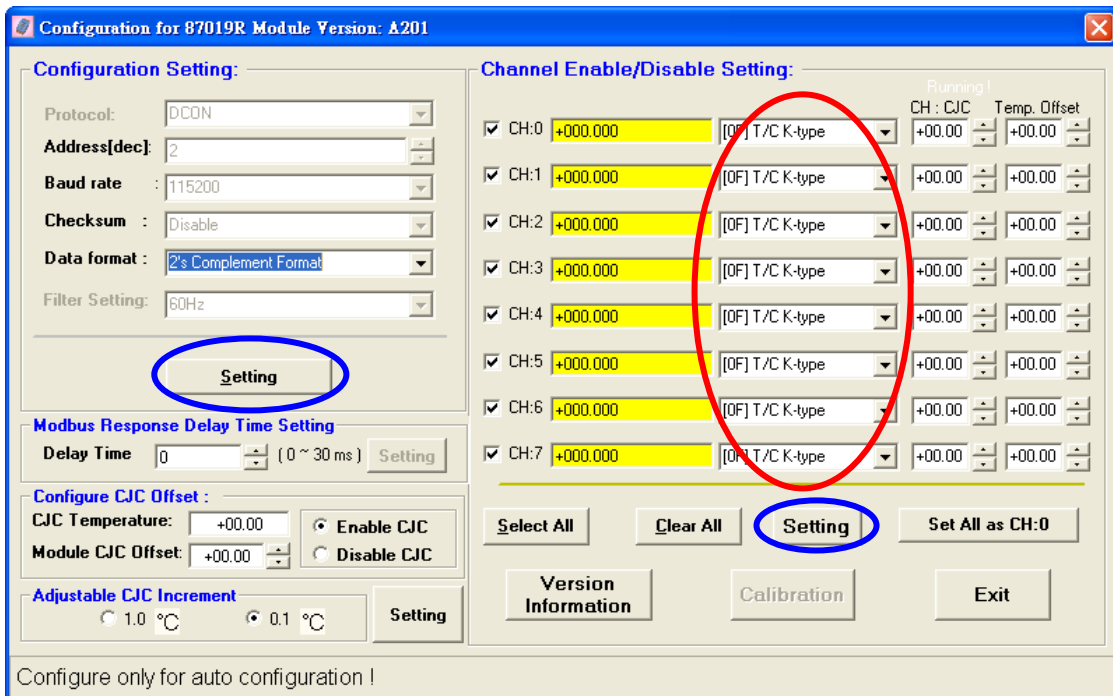 Configuration for 87019R Module Version: A201
Configuration Setting:
Protocol: DCON
Address[dec]: 2
Baud rate : 115200
Checksum : Disable
Data format : 2's Complement Format
Filter Setting: 60Hz
Setting
Modbus Response Delay Time Setting
Delay Time 0 ( 0 ~ 30 ms ) Setting
Configure CJC Offset :
CJC Temperature: +00.00
Module CJC Offset: +00.00
Enable CJC
Disable CJC
Adjustable CJC Increment
1.0 °C 0.1 °C
Setting
Channel Enable/Disable Setting:
Running !
CH : CJC Temp. Offset
CH:0 +000.000 [0F] T/C K-type +00.00 +00.00
CH:1 +000.000 [0F] T/C K-type +00.00 +00.00
CH:2 +000.000 [0F] T/C K-type +00.00 +00.00
CH:3 +000.000 [0F] T/C K-type +00.00 +00.00
CH:4 +000.000 [0F] T/C K-type +00.00 +00.00
CH:5 +000.000 [0F] T/C K-type +00.00 +00.00
CH:6 +000.000 [0F] T/C K-type +00.00 +00.00
CH:7 +000.000 [0F] T/C K-type +00.00 +00.00
Select All Clear All Setting Set All as CH:0
Version
Information
Calibration
Exit
Configure only for auto configuration !